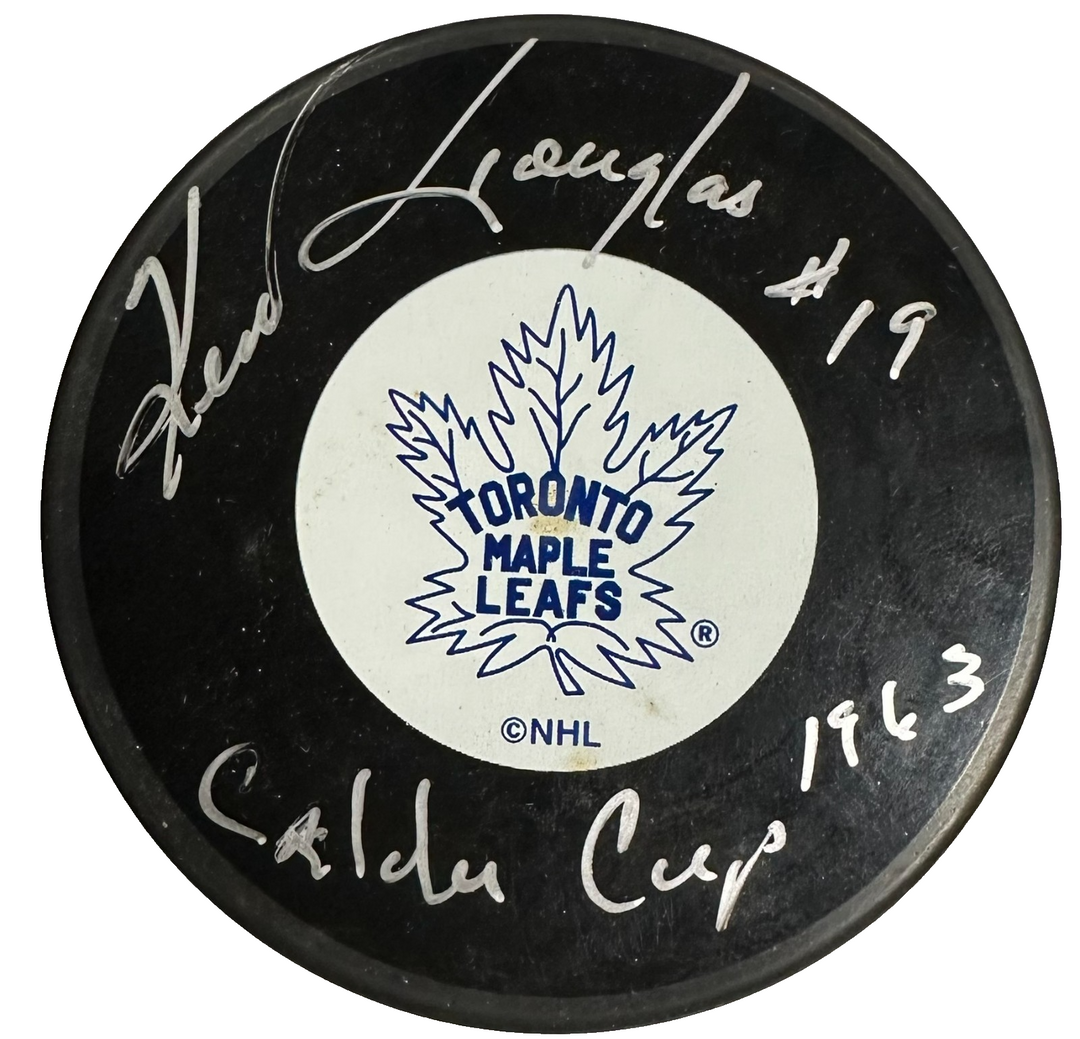 Kent Douglas #19
TORONTO
MAPLE
LEAFS
®
©NHL
Calder Cup 1963